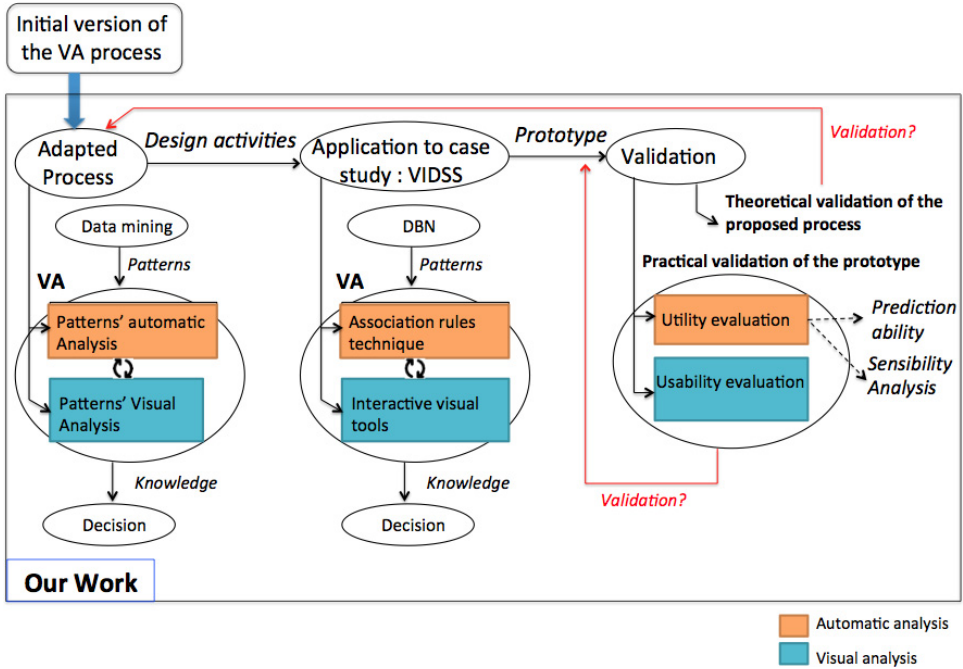 Initial version of
the VA process
Adapted
Process
Design activities
Application to case
study : VIDSS
Prototype
Validation
Validation?
Theoretical validation of the
proposed process
Data mining
Patterns
VA
Patterns' automatic
Analysis
Patterns' Visual
Analysis
Knowledge
Decision
DBN
Patterns
VA
Association rules
technique
Interactive visual
tools
Knowledge
Decision
Practical validation of the prototype
Utility evaluation
Usability evaluation
Prediction
ability
Sensibility
Analysis
Validation?
Our Work
Automatic analysis
Visual analysis